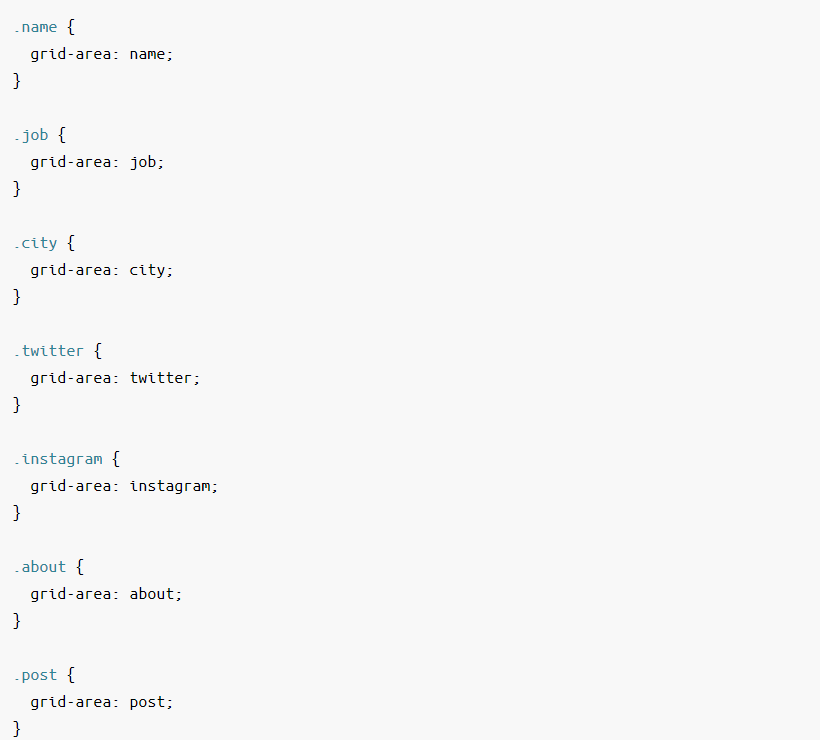 .name {
  grid-area: name;
}

.job {
  grid-area: job;
}

.city {
  grid-area: city;
}

.twitter {
  grid-area: twitter;
}

.instagram {
  grid-area: instagram;
}

.about {
  grid-area: about;
}

.post {
  grid-area: post;
}